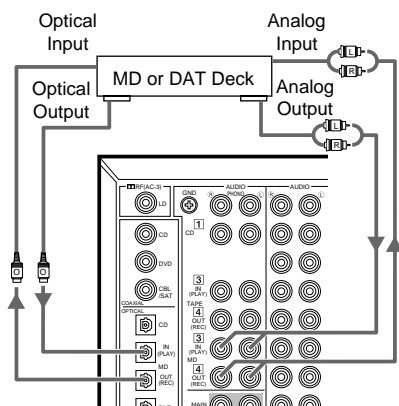 Optical Input
Analog Input
MD or DAT Deck
Optical Output
Analog Output
L
R
L
R
RF(AC-3)
LD
CD
DVD
CBL /SAT
COAXIAL
OPTICAL
CD
IN (PLAY)
MD
OUT (REC)
GND
AUDIO
R PHONO L
AUDIO
R L
1
CD
3
IN (PLAY)
TAPE
4
OUT (REC)
3
IN (PLAY)
MD
4
OUT (REC)
MAIN